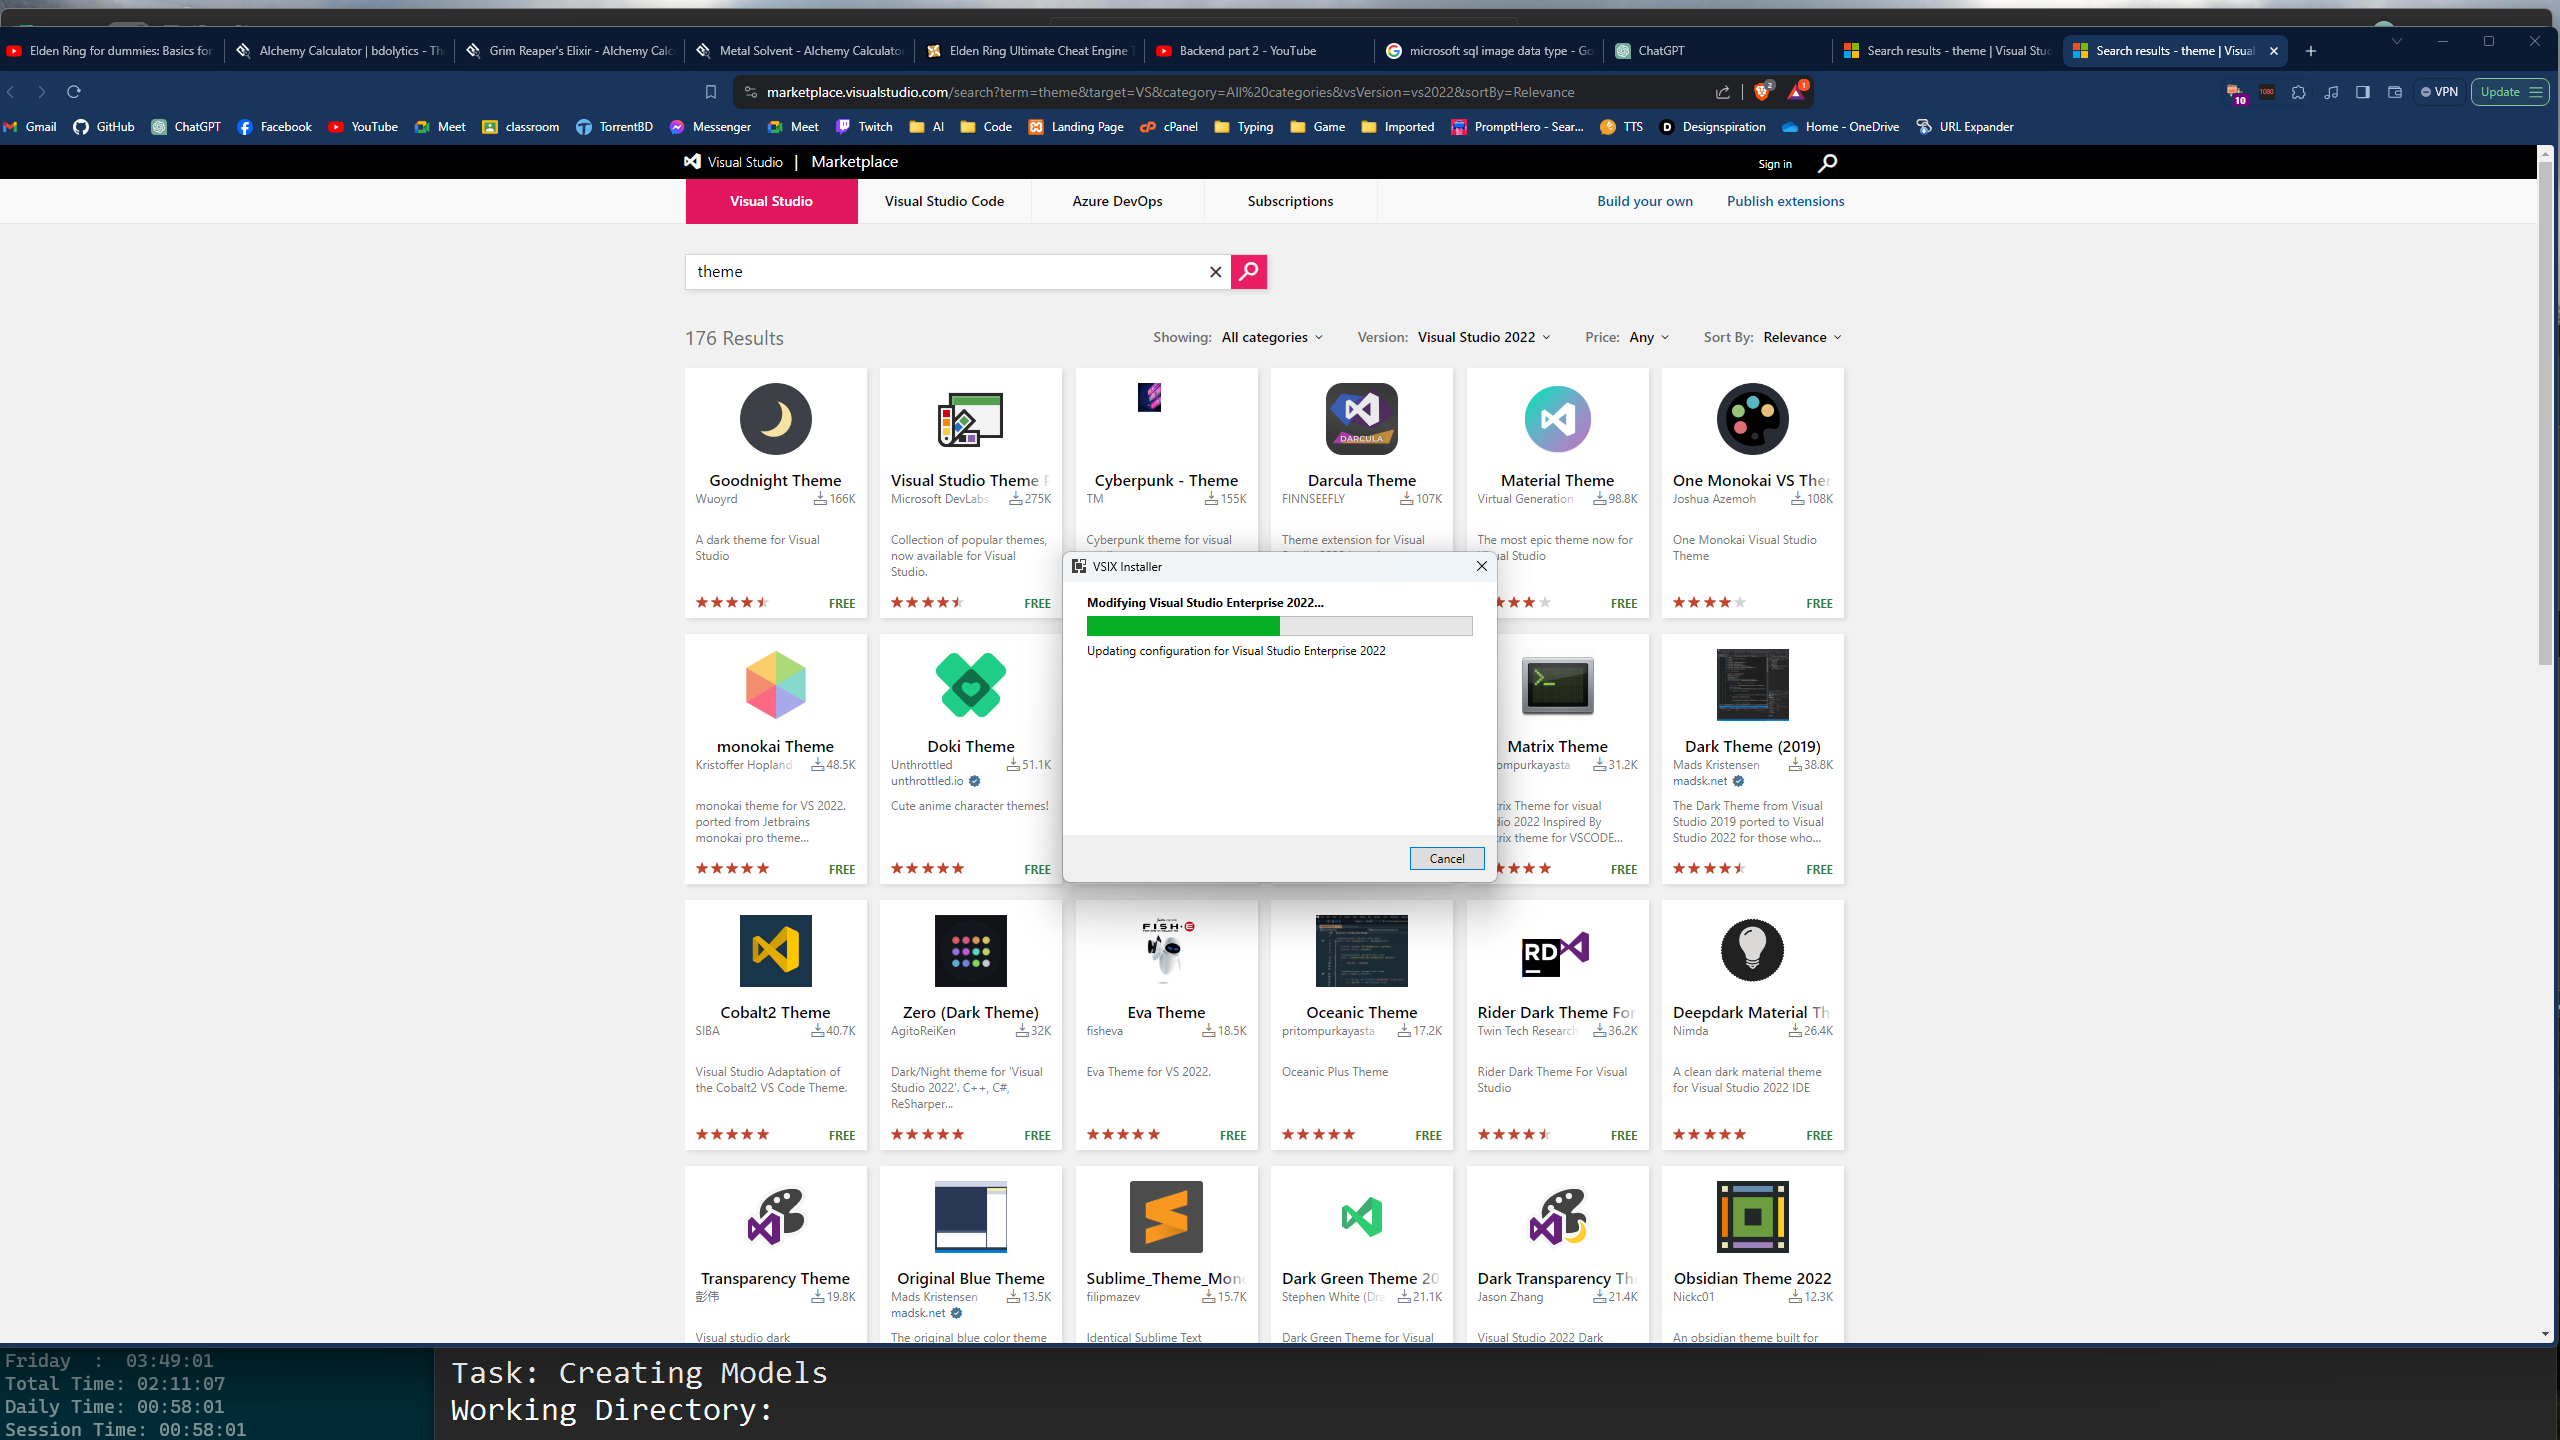 Elden Ring for dummies: Basics for
Alchemy Calculator | bdolytics - The
Grim Reaper's Elixir - Alchemy Calc
Metal Solvent - Alchemy Calculator
Elden Ring Ultimate Cheat Engine T
Backend part 2 - YouTube
microsoft sql image data type - Go
ChatGPT
Search results - theme | Visual Stud
Search results - theme | Visual
marketplace.visualstudio.com/search?term=theme&target=VS&category=All%20categories&vsVersion=vs2022&sortBy=Relevance
2
1
10
1080
VPN
Update
Gmail
GitHub
ChatGPT
Facebook
YouTube
Meet
classroom
TorrentBD
Messenger
Meet
Twitch
AI
Code
Landing Page
cPanel
Typing
Game
Imported
PromptHero - Sear...
TTS
Designspiration
Home - OneDrive
URL Expander
Visual Studio | Marketplace
Sign in
Visual Studio
Visual Studio Code
Azure DevOps
Subscriptions
Build your own
Publish extensions
theme
176 Results
Showing: All categories
Version: Visual Studio 2022
Price: Any
Sort By: Relevance
Goodnight Theme
Wuoyrd 166K
A dark theme for Visual
Studio
FREE
Visual Studio Theme P
Microsoft DevLabs 275K
Collection of popular themes,
now available for Visual
Studio.
FREE
Cyberpunk - Theme
TM 155K
Cyberpunk theme for visual
DARCULA
Darcula Theme
FINNSEEFLY 107K
Theme extension for Visual
Material Theme
Virtual Generation 98.8K
The most epic theme now for
ual Studio
FREE
One Monokai VS Them
Joshua Azemoh 108K
One Monokai Visual Studio
Theme
FREE
VSIX Installer
Modifying Visual Studio Enterprise 2022...
Updating configuration for Visual Studio Enterprise 2022
Cancel
monokai Theme
Kristoffer Hopland 48.5K
monokai theme for VS 2022.
ported from Jetbrains
monokai pro theme...
FREE
Doki Theme
Unthrottled 51.1K
unthrottled.io
Cute anime character themes!
FREE
Matrix Theme
ompurkayasta 31.2K
trix Theme for visual
dio 2022 Inspired By
trix theme for VSCODE...
FREE
Dark Theme (2019)
Mads Kristensen 38.8K
madsk.net
The Dark Theme from Visual
Studio 2019 ported to Visual
Studio 2022 for those who...
FREE
Cobalt2 Theme
SIBA 40.7K
Visual Studio Adaptation of
the Cobalt2 VS Code Theme.
FREE
Zero (Dark Theme)
AgitoReiKen 32K
Dark/Night theme for 'Visual
Studio 2022'. C++, C#,
ReSharper...
FREE
FISH·E
Eva Theme
fisheva 18.5K
Eva Theme for VS 2022.
FREE
Oceanic Theme
pritompurkayasta 17.2K
Oceanic Plus Theme
FREE
RD
Rider Dark Theme For
Twin Tech Research 36.2K
Rider Dark Theme For Visual
Studio
FREE
Deepdark Material Th
Nimda 26.4K
A clean dark material theme
for Visual Studio 2022 IDE
FREE
Transparency Theme
彭伟 19.8K
Visual studio dark
Original Blue Theme
Mads Kristensen 13.5K
madsk.net
The original blue color theme
Sublime_Theme_Mono
filipmazev 15.7K
Identical Sublime Text
Dark Green Theme 20
Stephen White (Dra 21.1K
Dark Green Theme for Visual
Dark Transparency Th
Jason Zhang 21.4K
Visual Studio 2022 Dark
Obsidian Theme 2022
Nickc01 12.3K
An obsidian theme built for
Friday : 03:49:01
Total Time: 02:11:07
Daily Time: 00:58:01
Session Time: 00:58:01
Task: Creating Models
Working Directory: